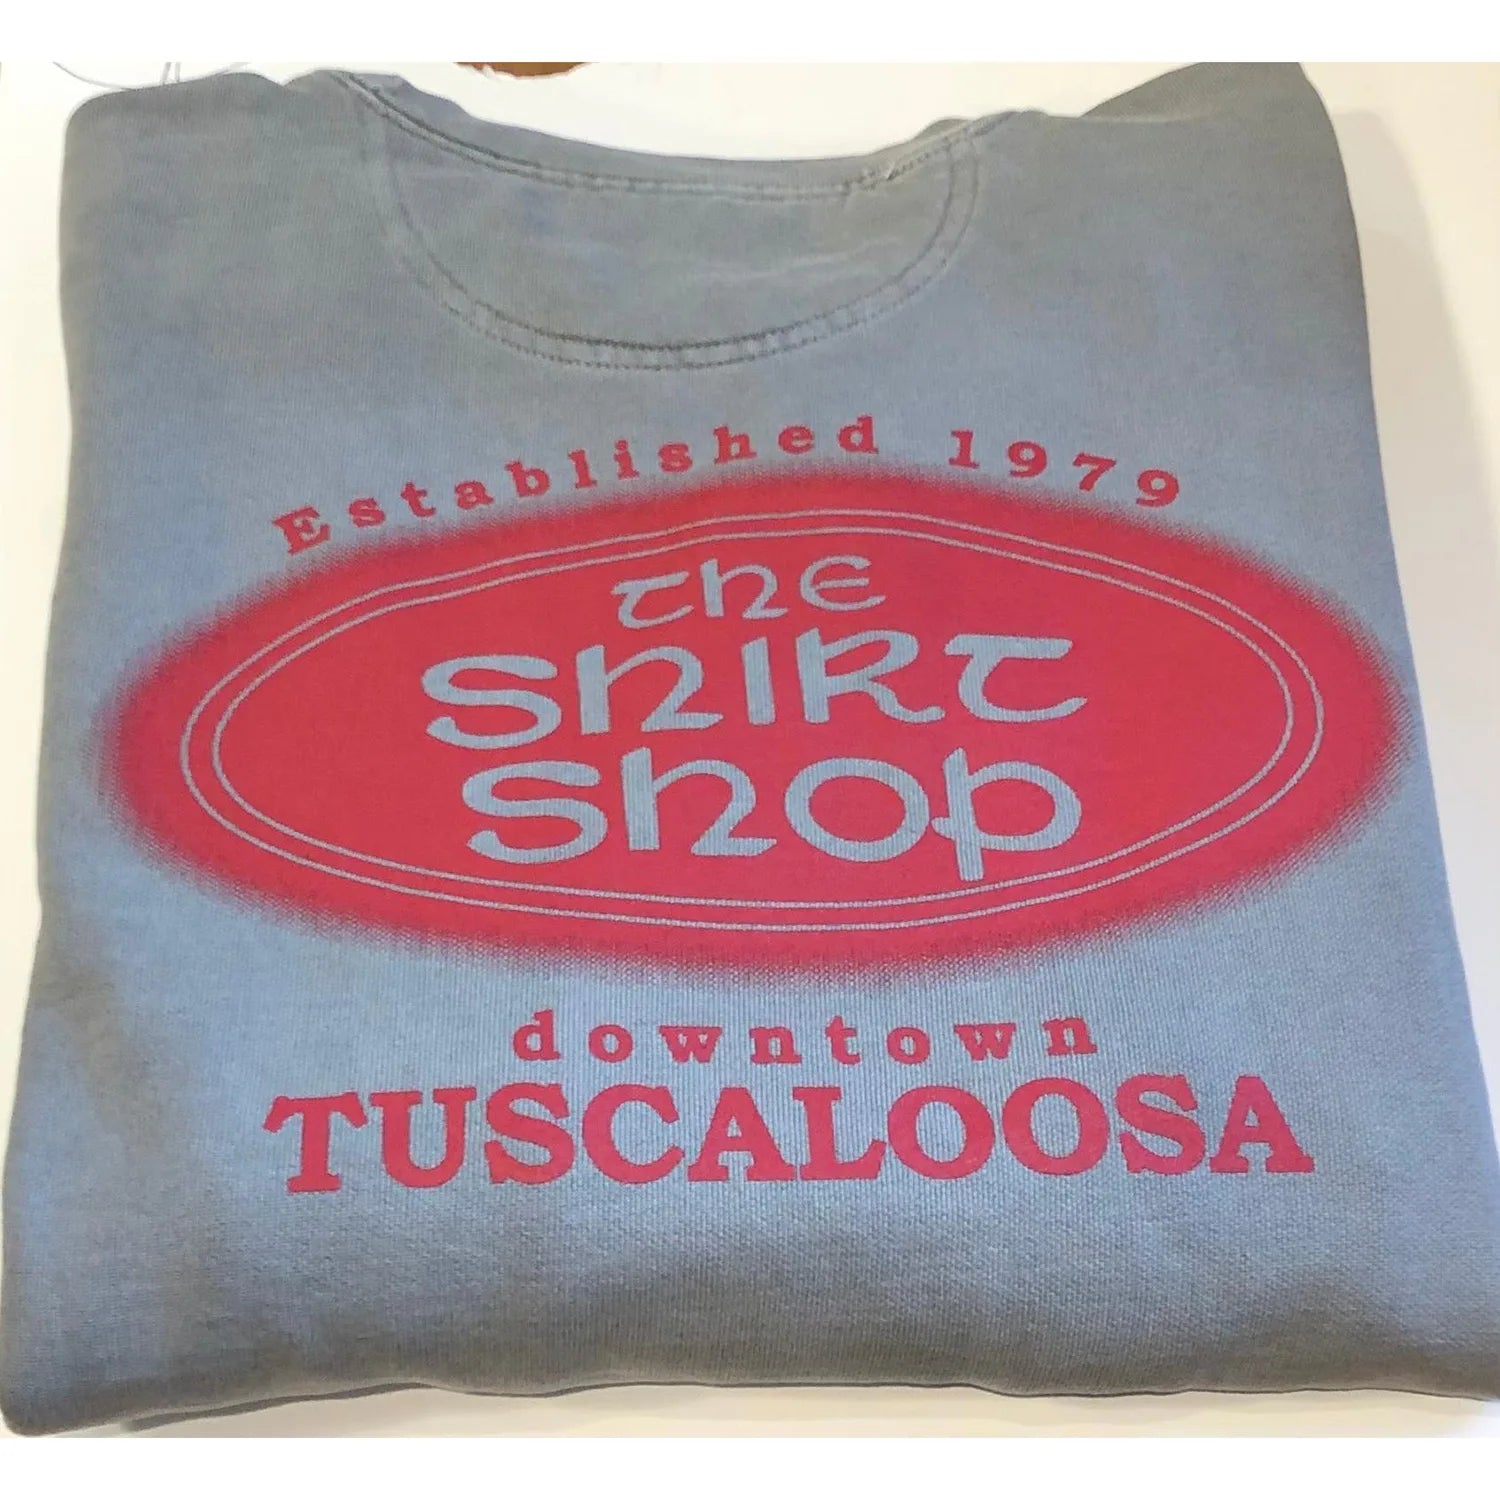 Established 1979
the
shirt
shop
downtown
TUSCALOOSA